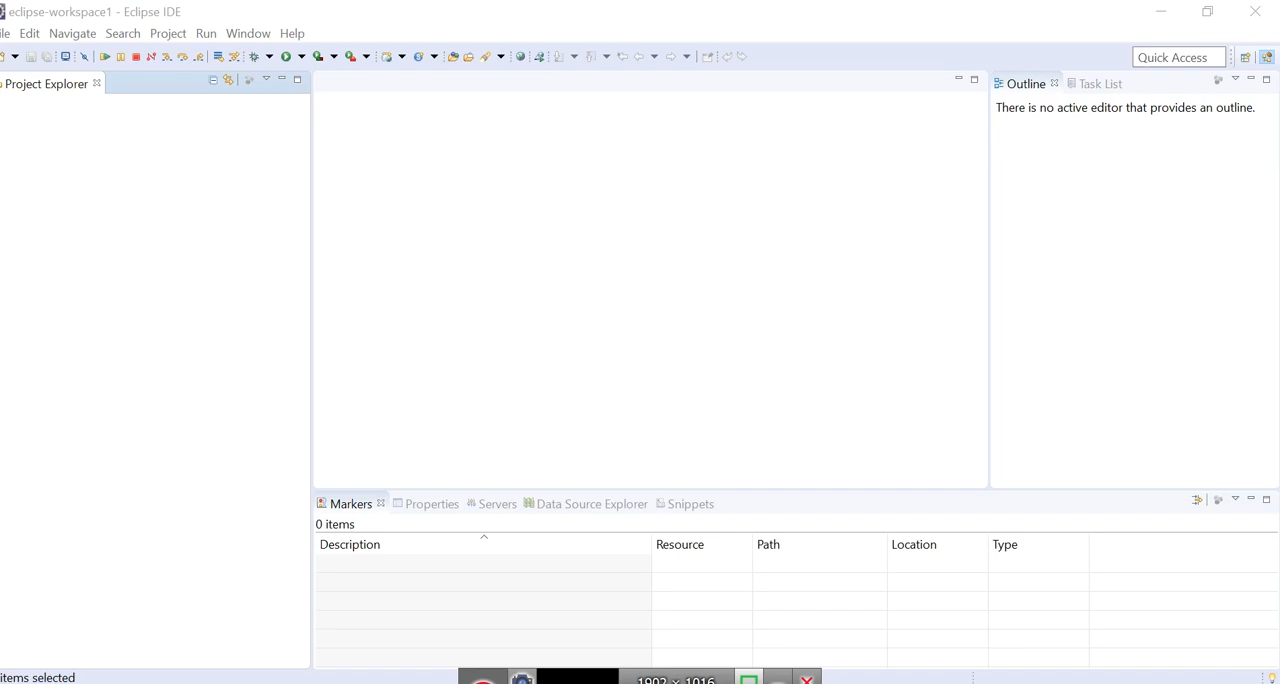 eclipse-workspace1 - Eclipse IDE
ile Edit Navigate Search Project Run Window Help
Quick Access
Project Explorer
Outline Task List
There is no active editor that provides an outline.
Markers Properties Servers Data Source Explorer Snippets
0 items
Description Resource Path Location Type
items selected
1902 x 1016